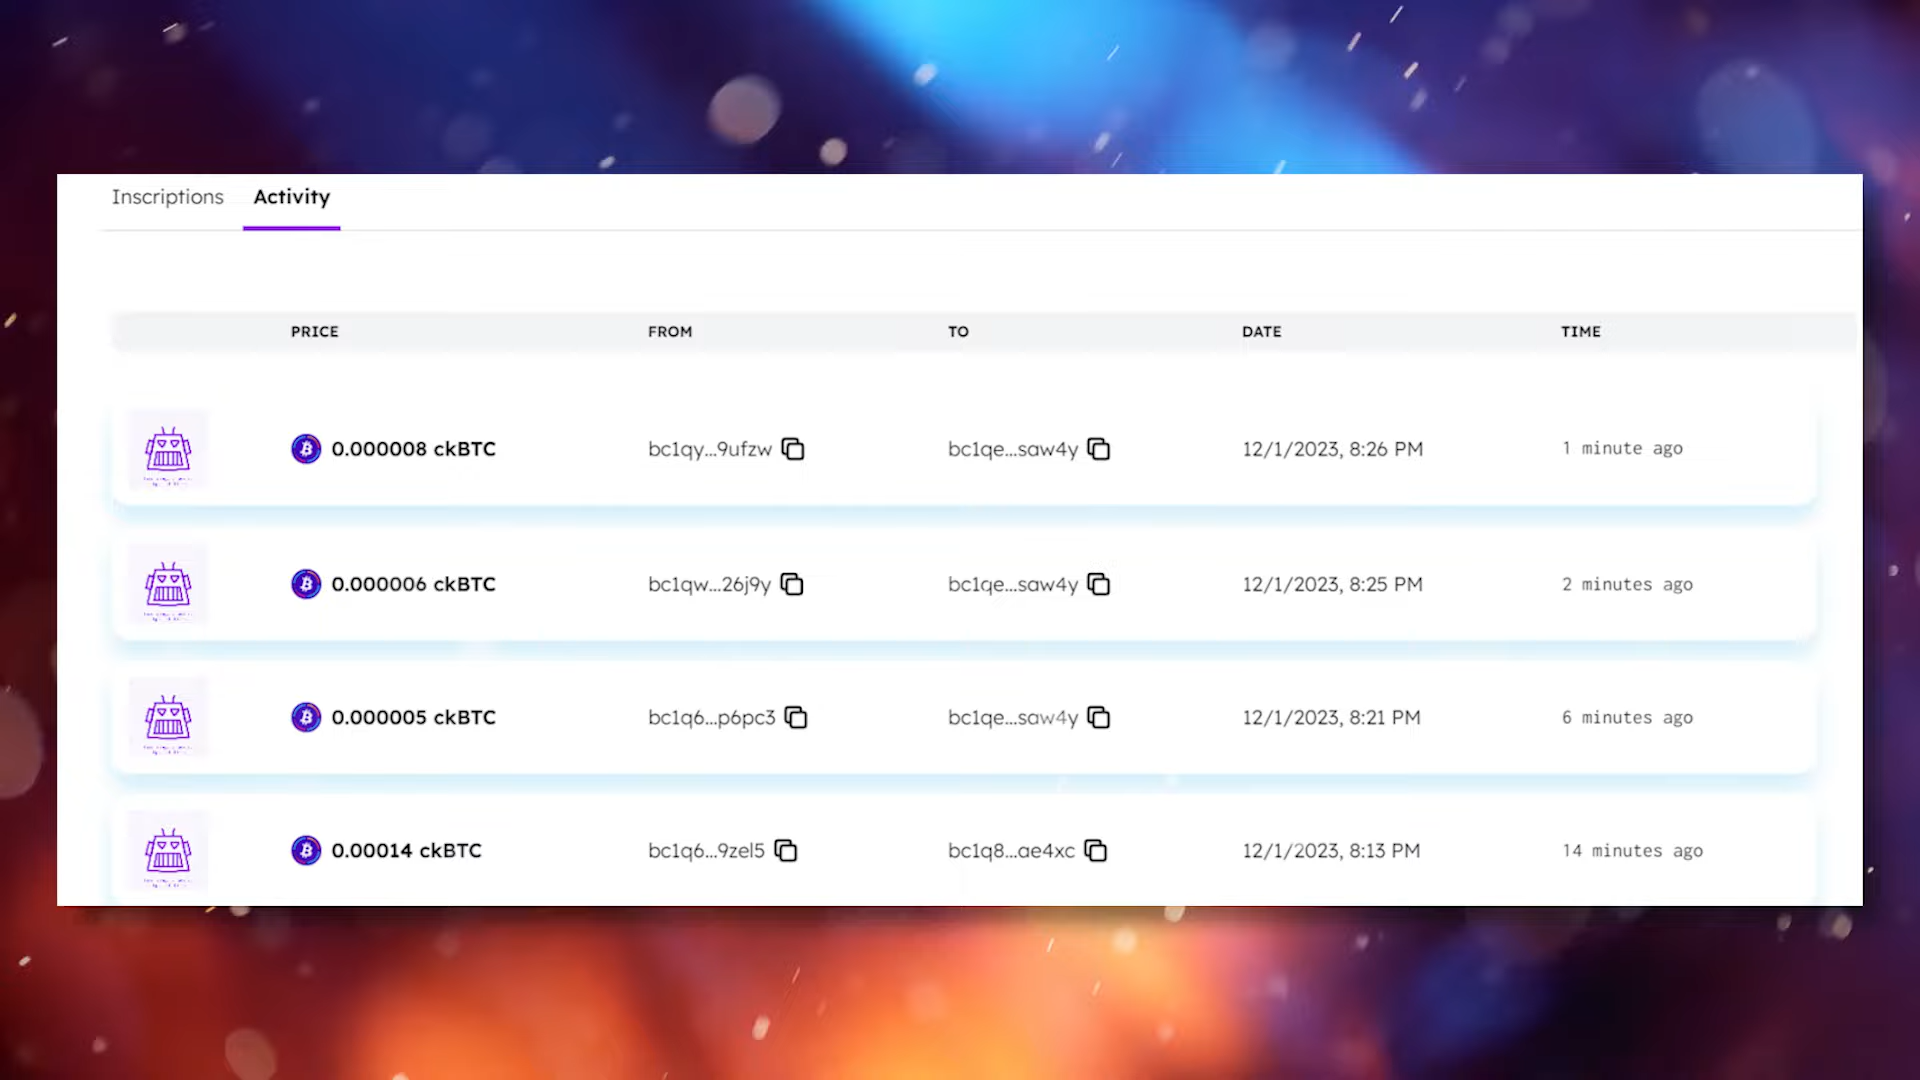 Inscriptions Activity
PRICE FROM TO DATE TIME
0.000008 ckBTC bc1qy...9ufzw bc1qe...saw4y 12/1/2023, 8:26 PM 1 minute ago
0.000006 ckBTC bc1qw...26j9y bc1qe...saw4y 12/1/2023, 8:25 PM 2 minutes ago
0.000005 ckBTC bc1q6...p6pc3 bc1qe...saw4y 12/1/2023, 8:21 PM 6 minutes ago
0.00014 ckBTC bc1q6...9zel5 bc1q8...ae4xc 12/1/2023, 8:13 PM 14 minutes ago